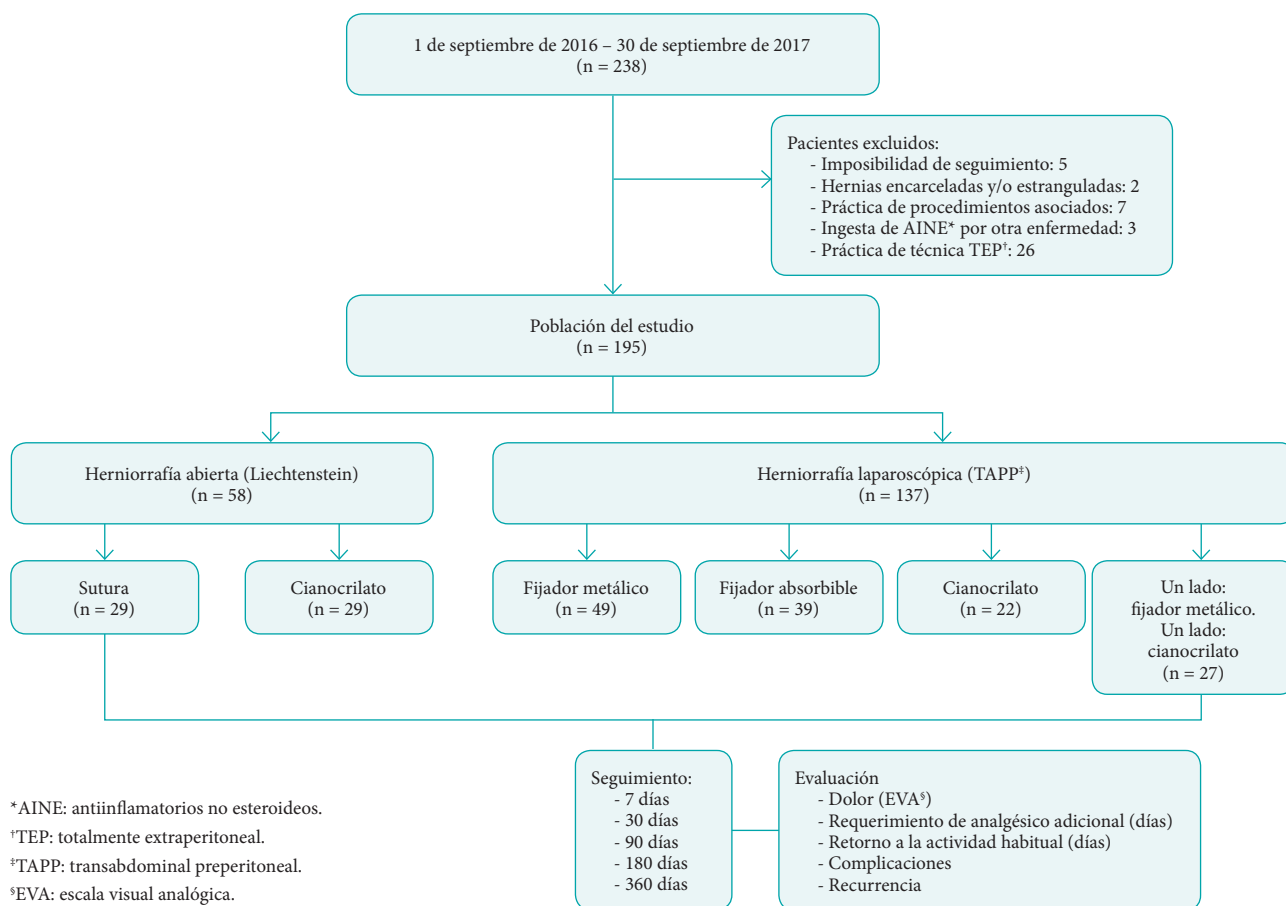 1 de septiembre de 2016 – 30 de septiembre de 2017
(n = 238)
Pacientes excluidos:
- Imposibilidad de seguimiento: 5
- Hernias encarceladas y/o estranguladas: 2
- Práctica de procedimientos asociados: 7
- Ingesta de AINE* por otra enfermedad: 3
- Práctica de técnica TEP†: 26
Población del estudio
(n = 195)
Herniorrafía abierta (Liechtenstein)
(n = 58)
Herniorrafía laparoscópica (TAPP‡)
(n = 137)
Sutura
(n = 29)
Cianocrilato
(n = 29)
Fijador metálico
(n = 49)
Fijador absorbible
(n = 39)
Cianocrilato
(n = 22)
Un lado:
fijador metálico.
Un lado:
cianocrilato
(n = 27)
Seguimiento:
- 7 días
- 30 días
- 90 días
- 180 días
- 360 días
Evaluación
- Dolor (EVA§)
- Requerimiento de analgésico adicional (días)
- Retorno a la actividad habitual (días)
- Complicaciones
- Recurrencia
*AINE: antiinflamatorios no esteroideos.
†TEP: totalmente extraperitoneal.
‡TAPP: transabdominal preperitoneal.
§EVA: escala visual analógica.